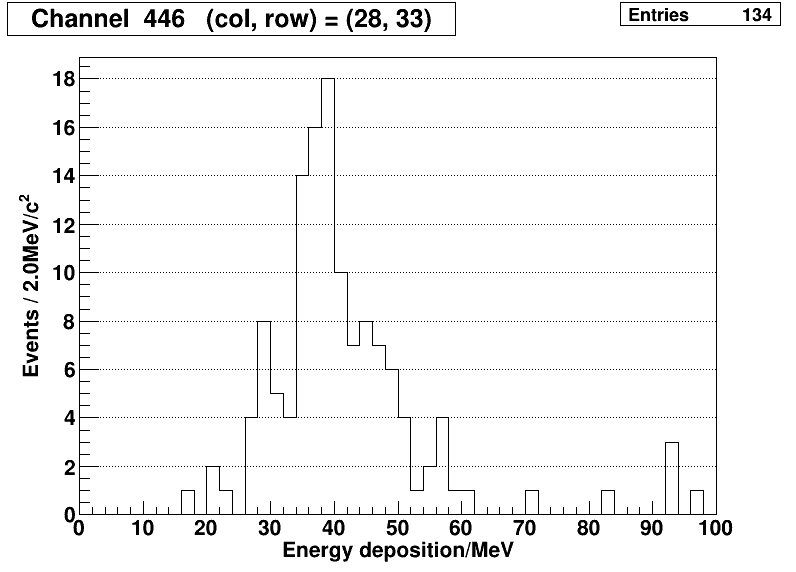 Channel 446 (col, row) = (28, 33)
Entries 134
Events / 2.0MeV/c²
18
16
14
12
10
8
6
4
2
0
0 10 20 30 40 50 60 70 80 90 100
Energy deposition/MeV